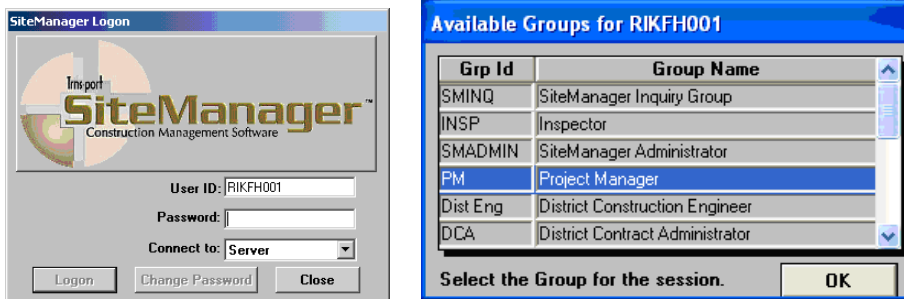 SiteManager Logon
Trns•port
SiteManager™
Construction Management Software
User ID: RIKFH001
Password:
Connect to: Server
Logon Change Password Close
Available Groups for RIKFH001
Grp Id Group Name
SMINQ SiteManager Inquiry Group
INSP Inspector
SMADMIN SiteManager Administrator
PM Project Manager
Dist Eng District Construction Engineer
DCA District Contract Administrator
Select the Group for the session. OK